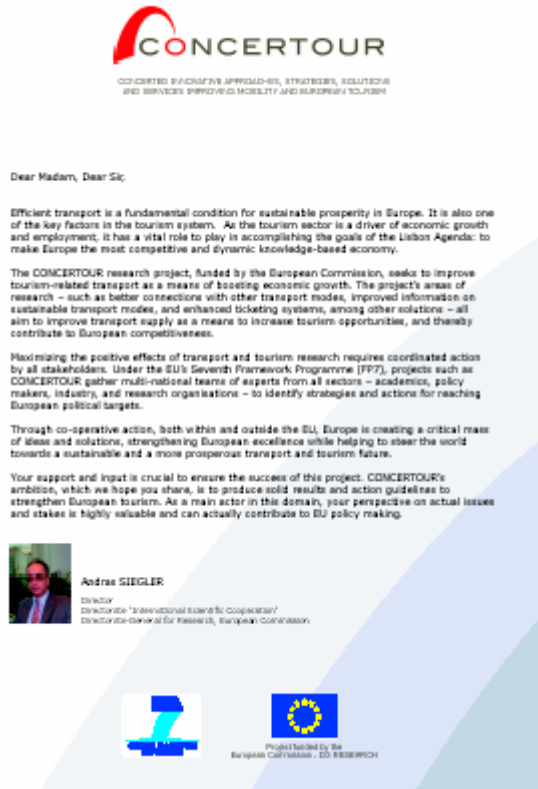 CONCERTOUR
CONCERTED INNOVATIVE APPROACHES, STRATEGIES, SOLUTIONS
AND SERVICES IMPROVING MOBILITY AND EUROPEAN TOURISM
Dear Madam, Dear Sir,
Efficient transport is a fundamental condition for sustainable prosperity in Europe. It is also one
of the key factors in the tourism system. As the tourism sector is a driver of economic growth
and employment, it has a vital role to play in accomplishing the goals of the Lisbon Agenda: to
make Europe the most competitive and dynamic knowledge-based economy.
The CONCERTOUR research project, funded by the European Commission, seeks to improve
tourism-related transport as a means of boosting economic growth. The project's areas of
research – such as better connections with other transport modes, improved information on
sustainable transport modes, and enhanced ticketing systems, among other solutions – all
aim to improve transport supply as a means to increase tourism opportunities, and thereby
contribute to European competitiveness.
Maximizing the positive effects of transport and tourism research requires coordinated action
by all stakeholders. Under the EU's Seventh Framework Programme (FP7), projects such as
CONCERTOUR gather multi-national teams of experts from all sectors – academics, policy
makers, industry, and research organisations – to identify strategies and actions for reaching
European political targets.
Through co-operative action, both within and outside the EU, Europe is creating a critical mass
of ideas and solutions, strengthening European excellence while helping to steer the world
towards a sustainable and a more prosperous transport and tourism future.
Your support and input is crucial to ensure the success of this project. CONCERTOUR's
ambition, which we hope you share, is to produce solid results and action guidelines to
strengthen European tourism. As a main actor in this domain, your perspective on actual issues
and stakes is highly valuable and can actually contribute to EU policy making.
Andras SIEGLER
Director
Directorate "International Scientific Cooperation"
Directorate-General for Research, European Commission
Project funded by the
European Commission - DG RESEARCH